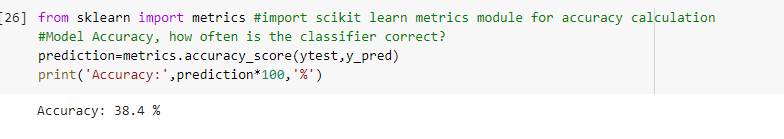 [26] from sklearn import metrics #import scikit learn metrics module for accuracy calculation
#Model Accuracy, how often is the classifier correct?
prediction=metrics.accuracy_score(ytest,y_pred)
print('Accuracy:',prediction*100,'%')
Accuracy: 38.4 %